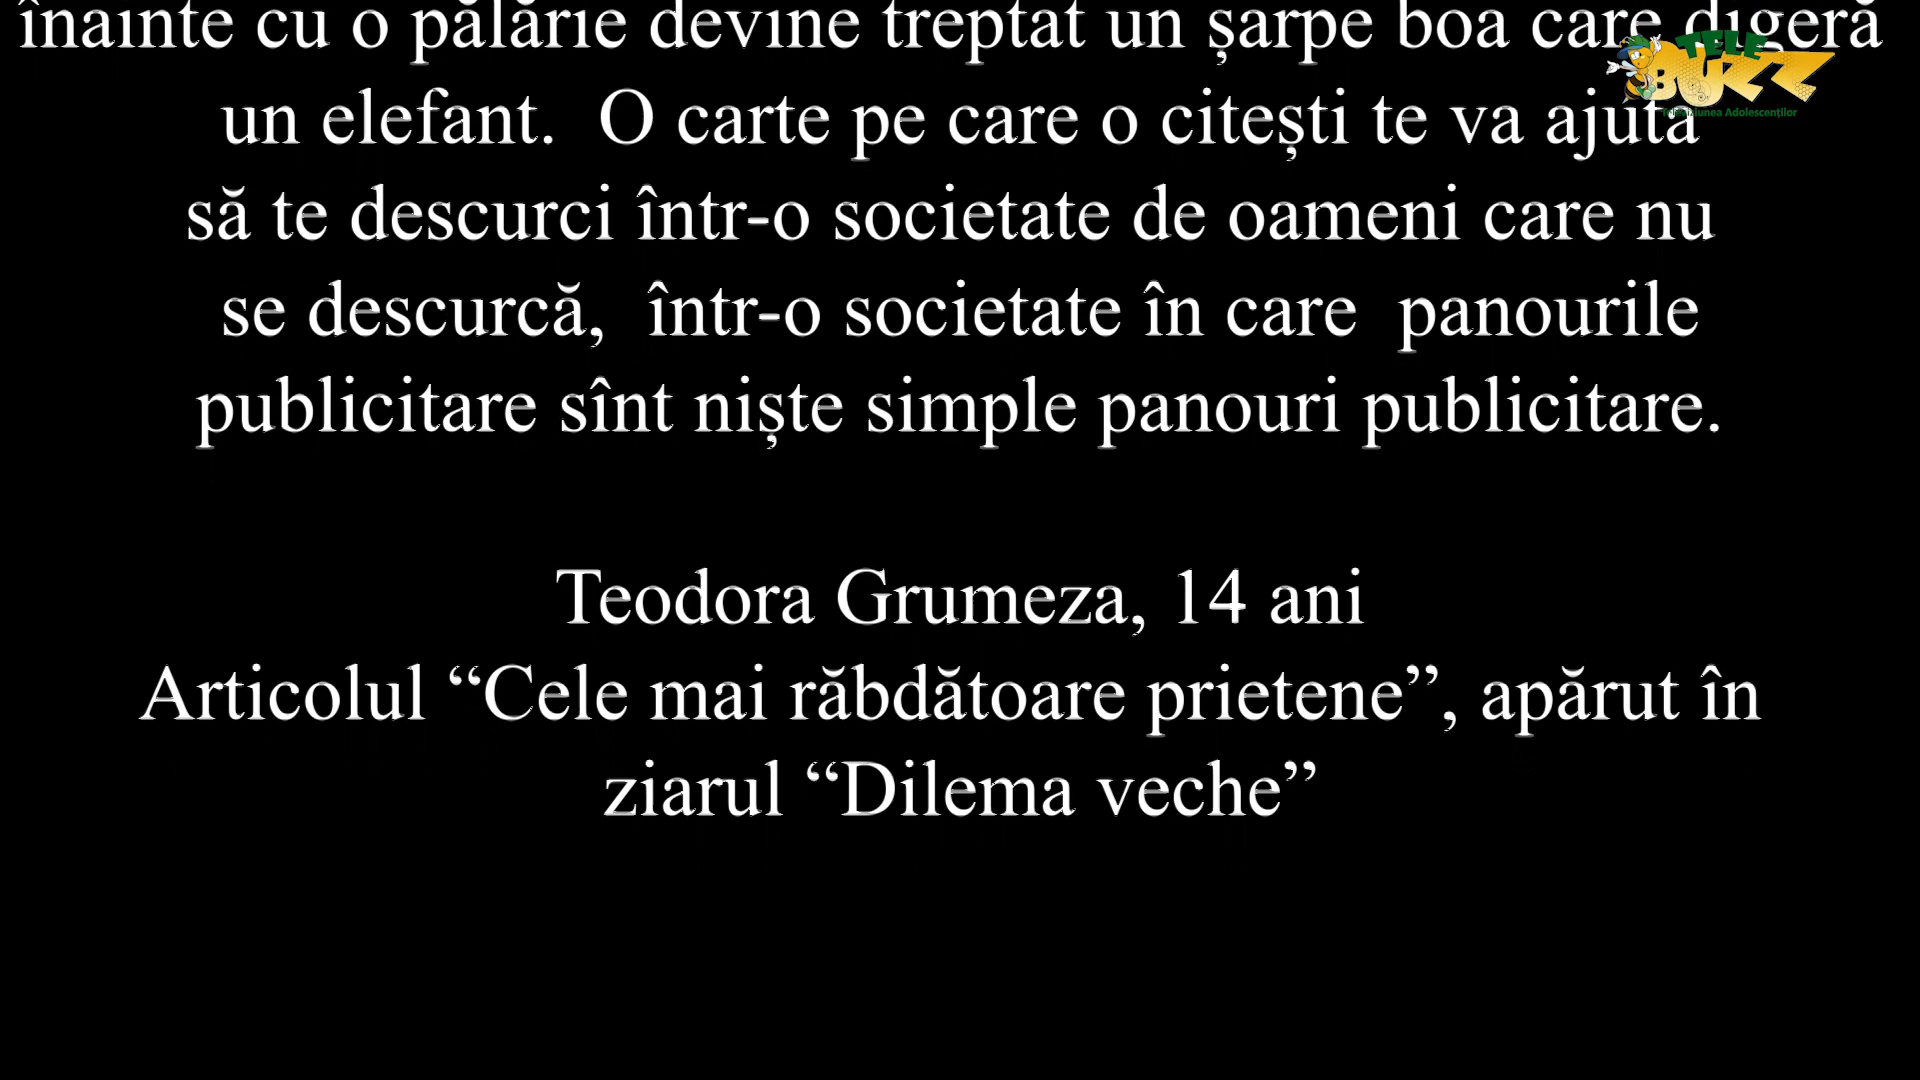 înainte cu o pălărie devine treptat un șarpe boa care digeră
un elefant.  O carte pe care o citești te va ajuta
să te descurci într-o societate de oameni care nu
se descurcă,  într-o societate în care  panourile
publicitare sînt niște simple panouri publicitare.
Teodora Grumeza, 14 ani
Articolul “Cele mai răbdătoare prietene”, apărut în
ziarul “Dilema veche”
TELE
BUZZ
Televiziunea Adolescenților